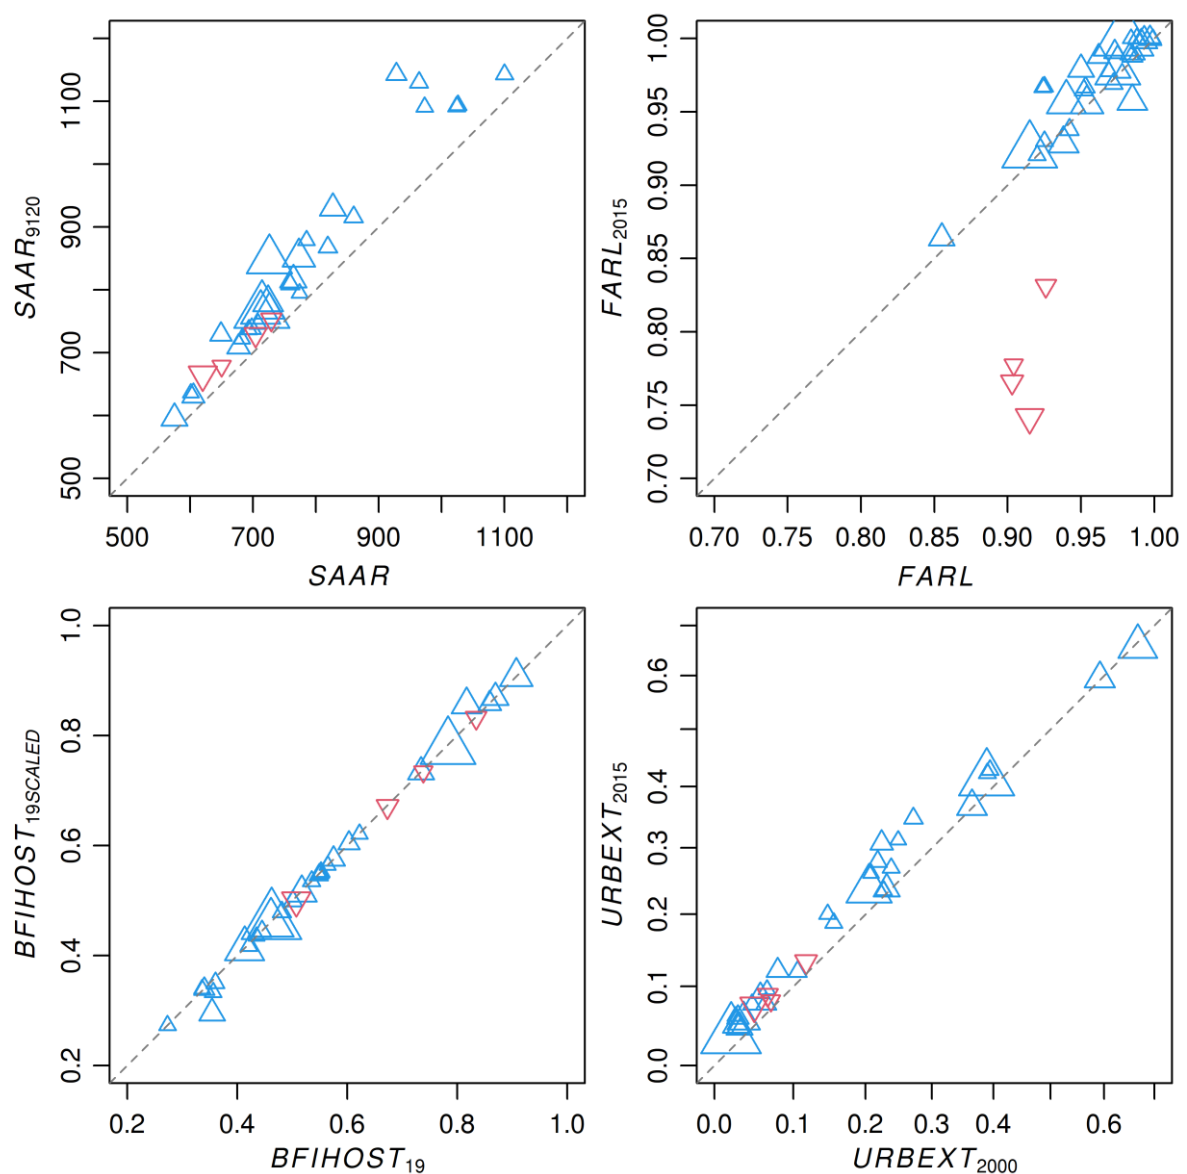 SAAR9120
500 700 900 1100
500 700 900 1100
SAAR
FARL2015
0.70 0.75 0.80 0.85 0.90 0.95 1.00
0.70 0.75 0.80 0.85 0.90 0.95 1.00
FARL
BFIHOST19SCALED
0.2 0.4 0.6 0.8 1.0
0.2 0.4 0.6 0.8 1.0
BFIHOST19
URBEXT2015
0.0 0.1 0.2 0.3 0.4 0.6
0.0 0.1 0.2 0.3 0.4 0.6
URBEXT2000